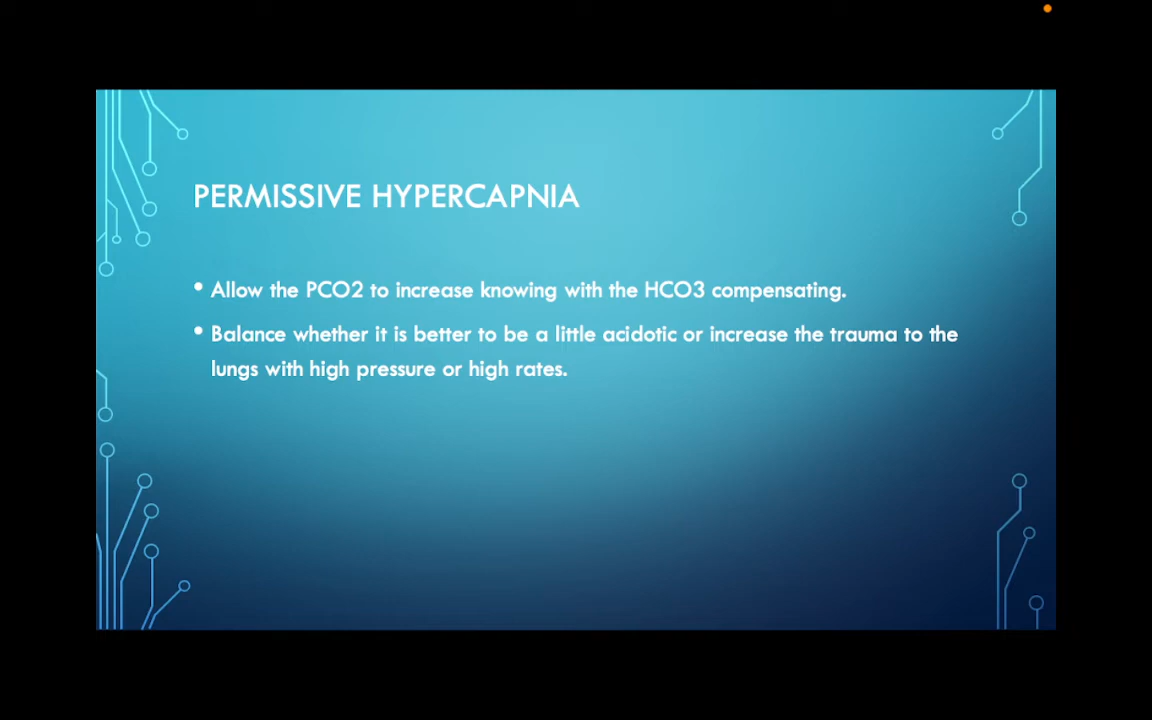 PERMISSIVE HYPERCAPNIA
• Allow the PCO2 to increase knowing with the HCO3 compensating.
• Balance whether it is better to be a little acidotic or increase the trauma to the
lungs with high pressure or high rates.